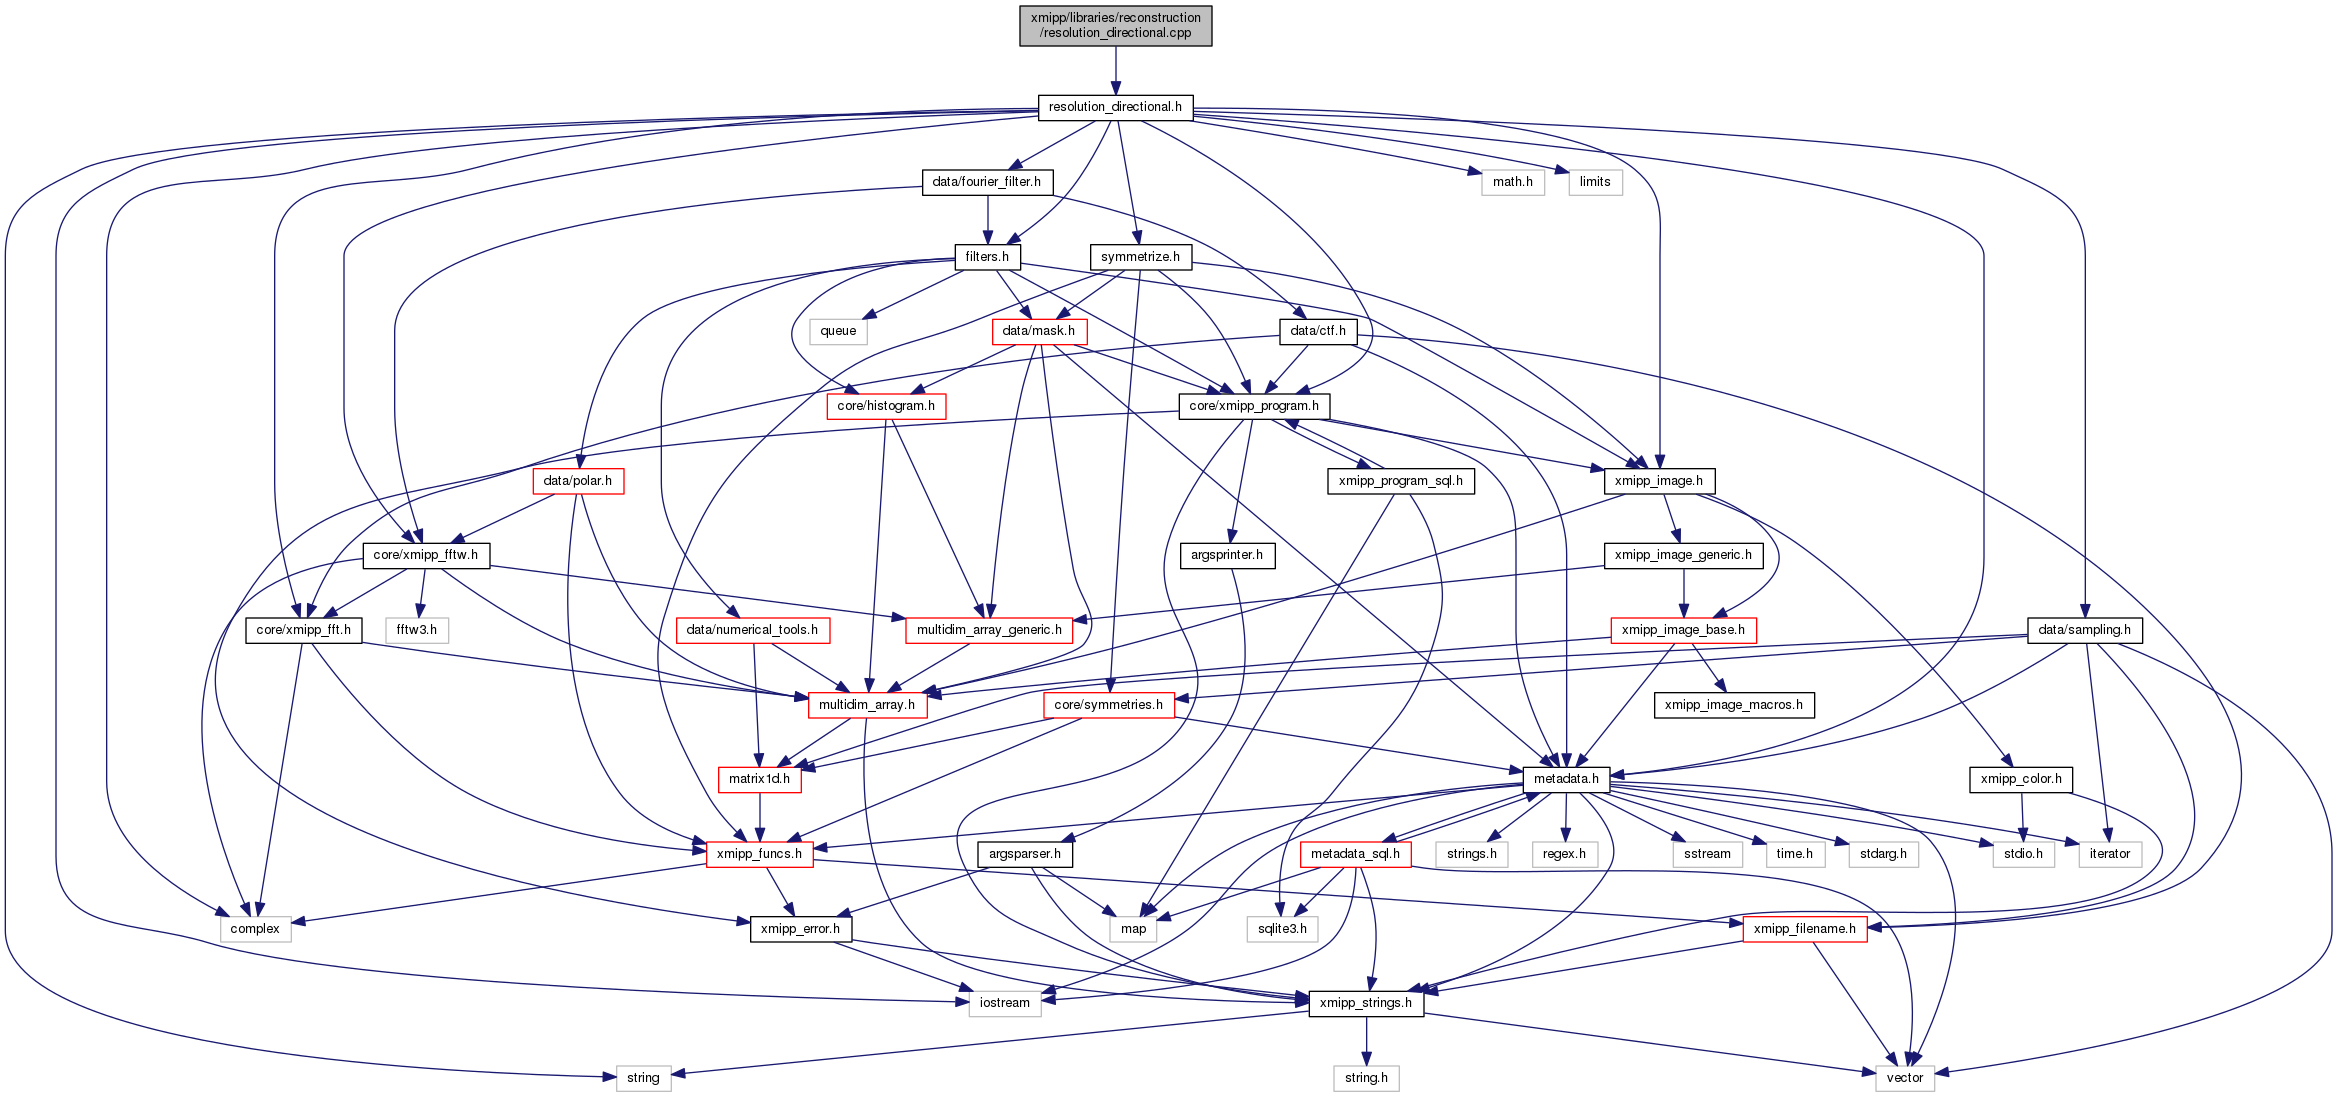 xmipp/libraries/reconstruction
/resolution_directional.cpp
resolution_directional.h
data/fourier_filter.h
math.h
limits
filters.h
symmetrize.h
queue
data/mask.h
data/ctf.h
core/histogram.h
core/xmipp_program.h
data/polar.h
xmipp_program_sql.h
xmipp_image.h
core/xmipp_fftw.h
argsprinter.h
xmipp_image_generic.h
core/xmipp_fft.h
fftw3.h
data/numerical_tools.h
multidim_array_generic.h
xmipp_image_base.h
data/sampling.h
multidim_array.h
core/symmetries.h
xmipp_image_macros.h
matrix1d.h
metadata.h
xmipp_color.h
xmipp_funcs.h
argsparser.h
metadata_sql.h
strings.h
regex.h
sstream
time.h
stdarg.h
stdio.h
iterator
complex
xmipp_error.h
map
sqlite3.h
xmipp_filename.h
iostream
xmipp_strings.h
string
string.h
vector